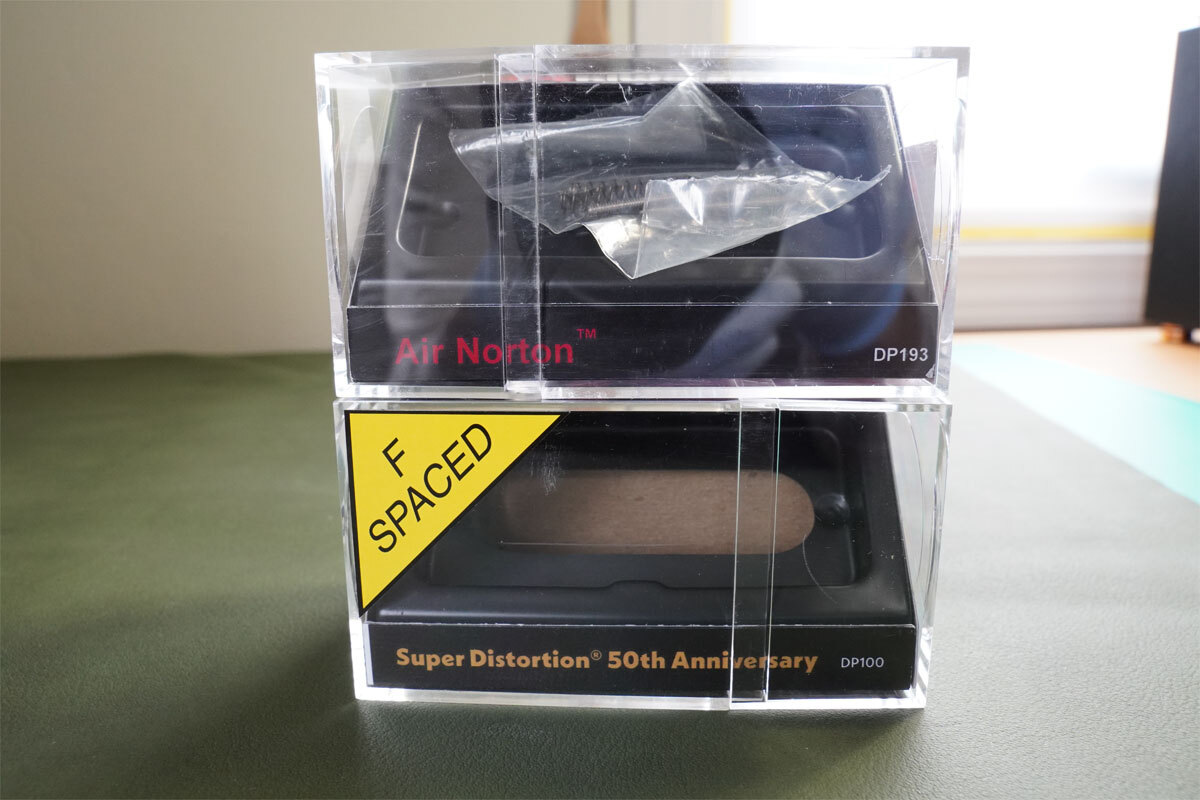 Air Norton™
DP193
F
SPACED
Super Distortion® 50th Anniversary
DP100